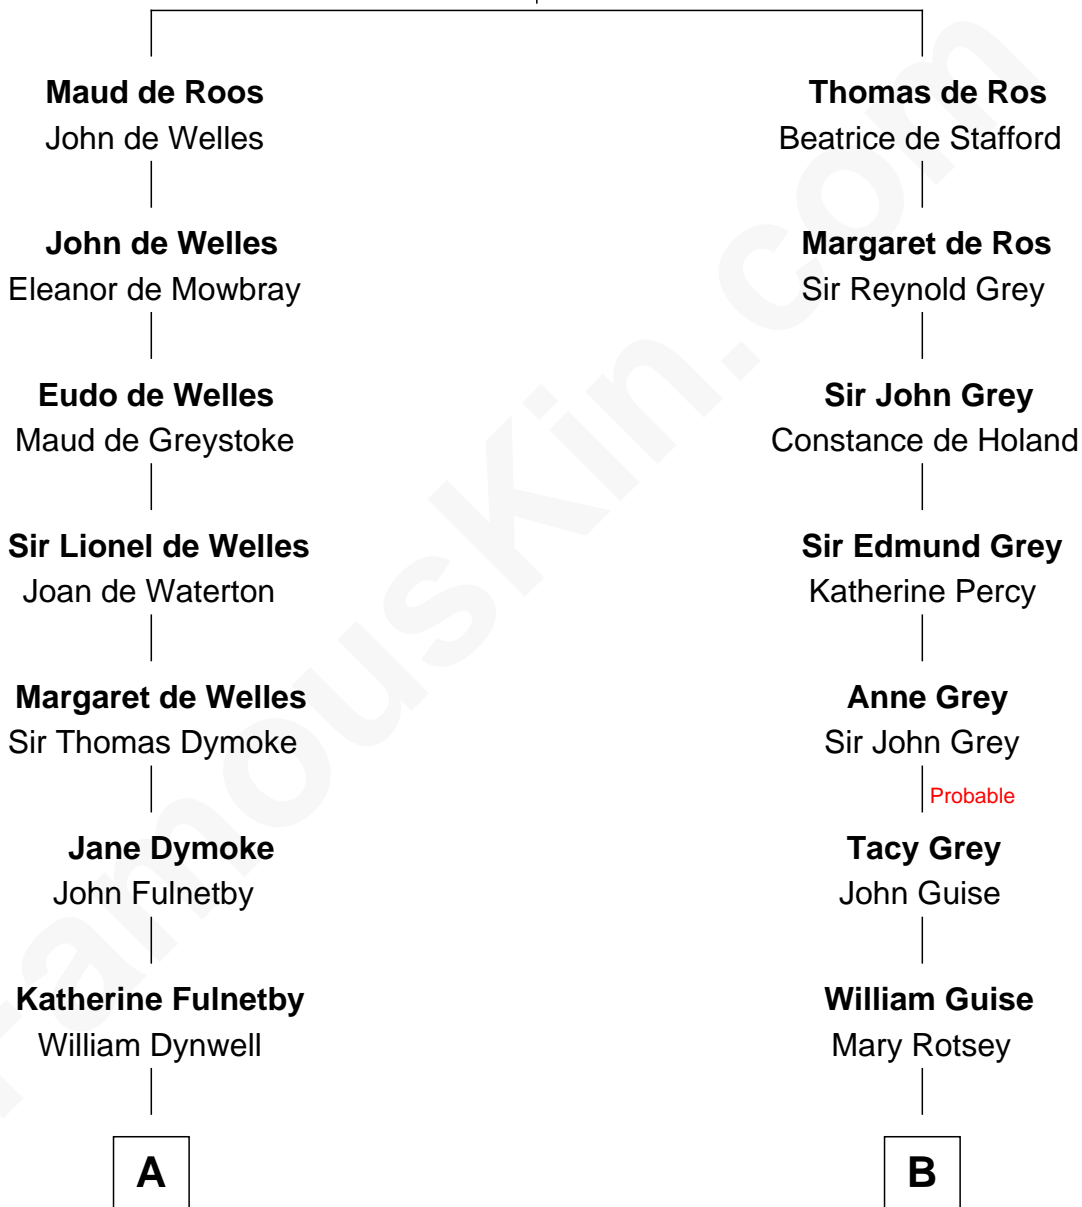 Maud de Roos
John de Welles
Thomas de Ros
Beatrice de Stafford
John de Welles
Eleanor de Mowbray
Margaret de Ros
Sir Reynold Grey
Eudo de Welles
Maud de Greystoke
Sir John Grey
Constance de Holand
Sir Lionel de Welles
Joan de Waterton
Sir Edmund Grey
Katherine Percy
Margaret de Welles
Sir Thomas Dymoke
Anne Grey
Sir John Grey
Probable
Jane Dymoke
John Fulnetby
Tacy Grey
John Guise
Katherine Fulnetby
William Dynwell
William Guise
Mary Rotsey
A
B
FamousKin.com